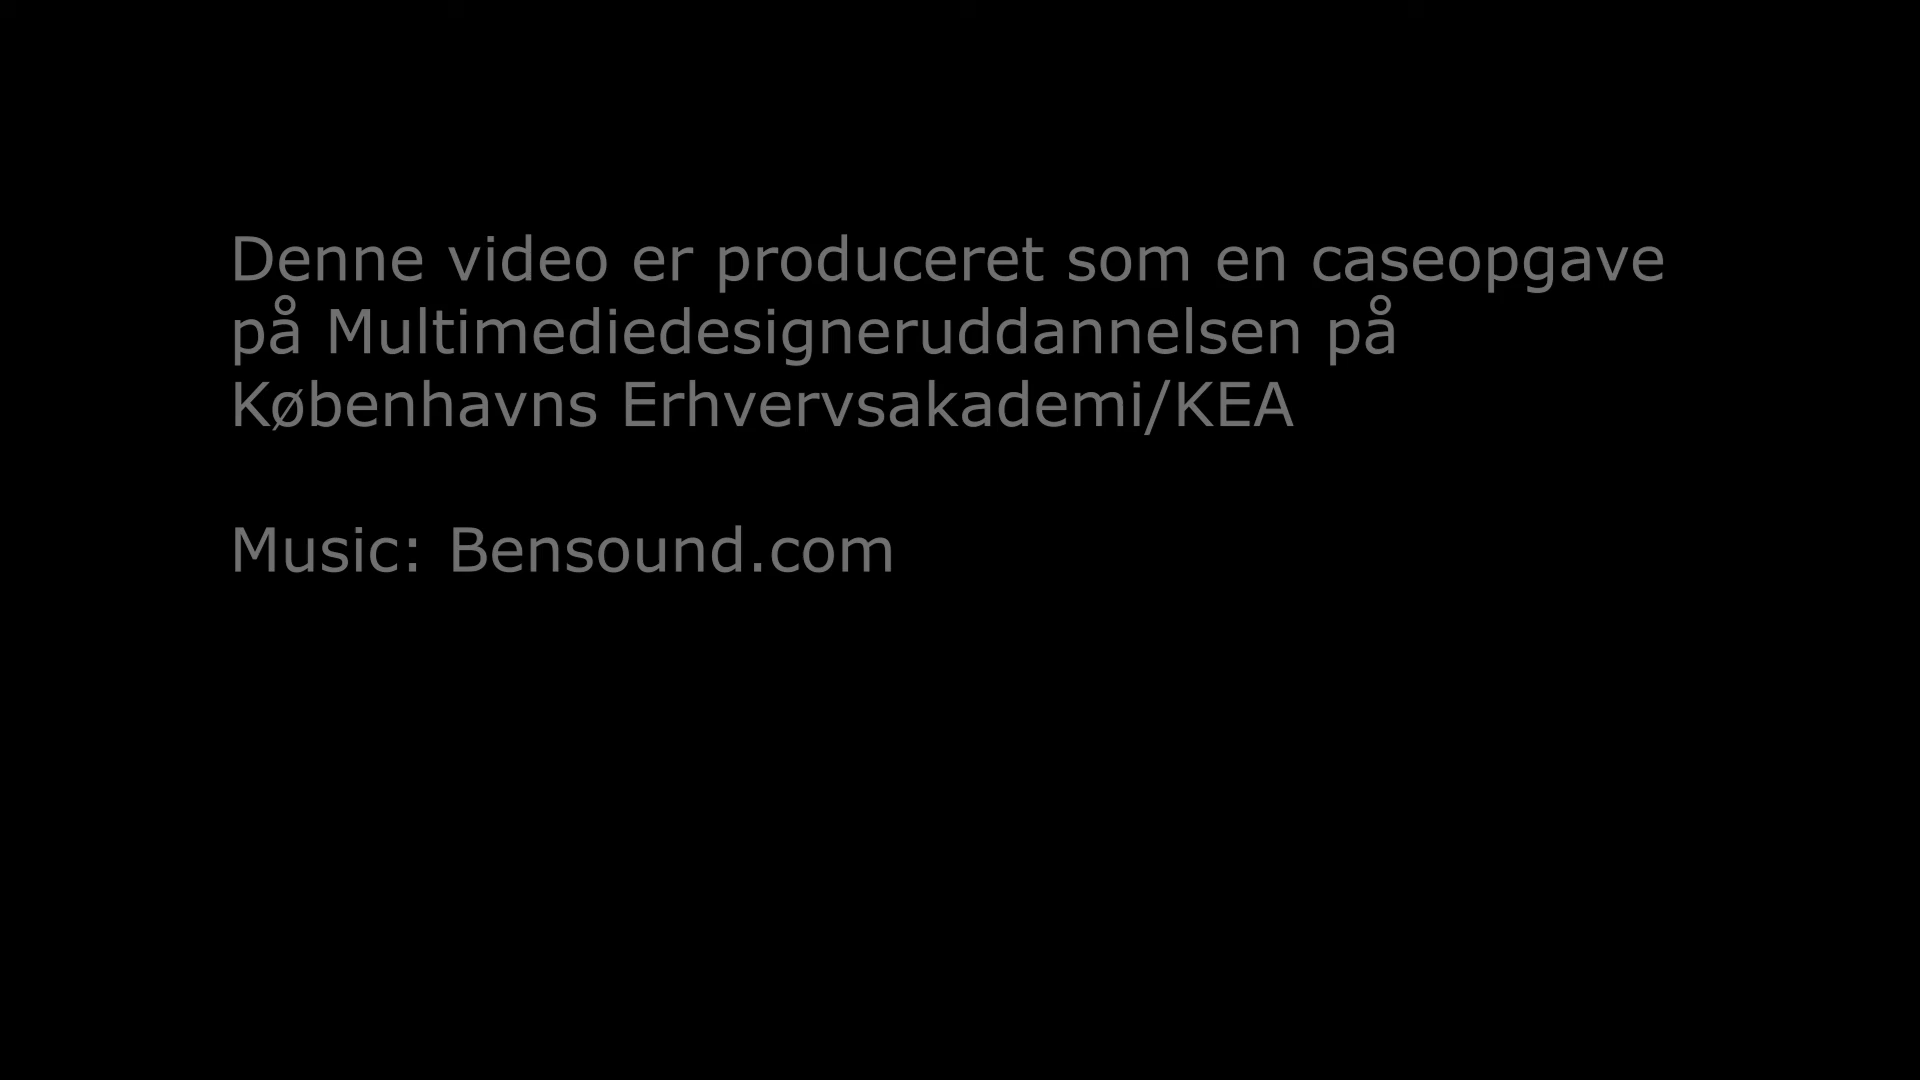 Denne video er produceret som en caseopgave
på Multimediedesigneruddannelsen på
Københavns Erhvervsakademi/KEA
Music: Bensound.com